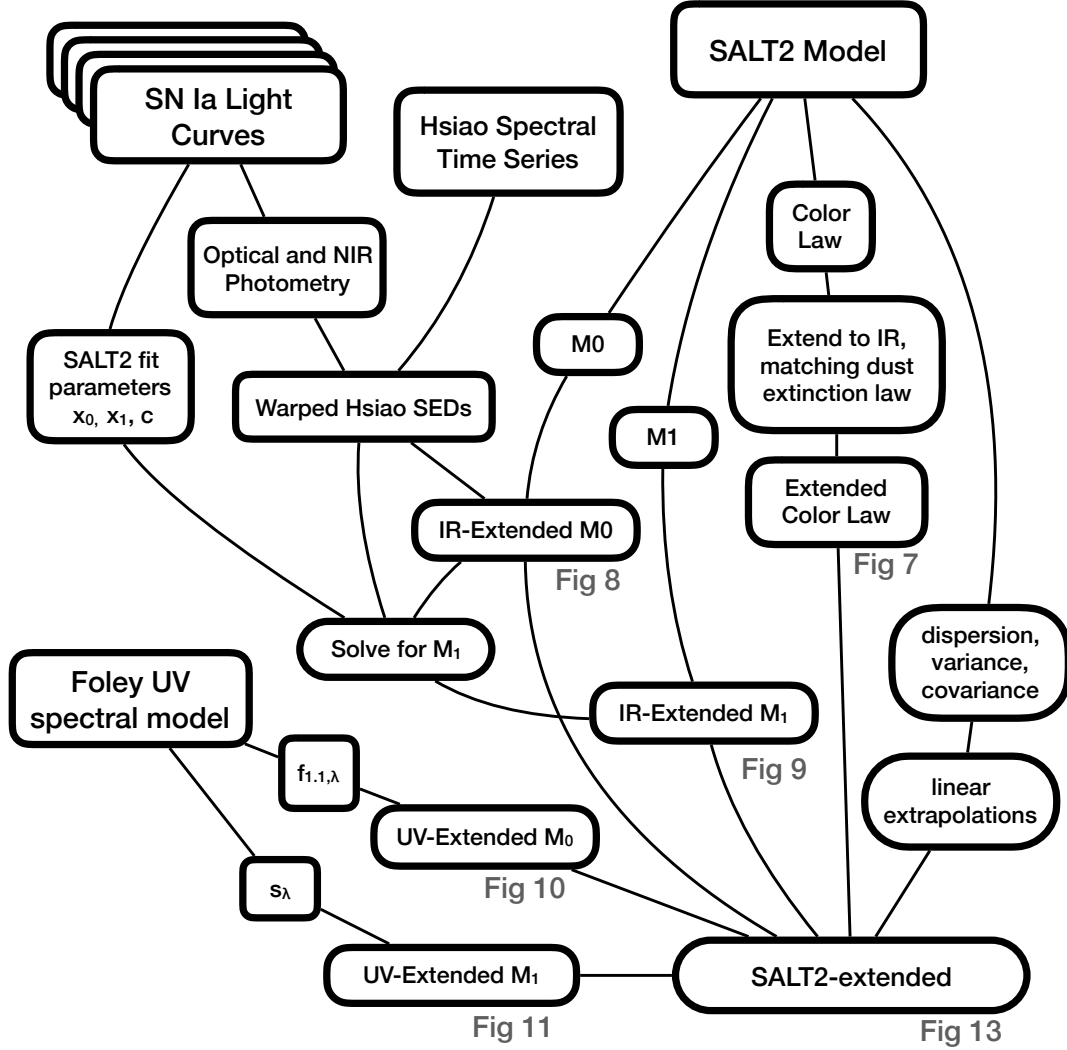 SN Ia Light
Curves
SALT2 Model
Hsiao Spectral
Time Series
Color
Law
Optical and NIR
Photometry
SALT2 fit
parameters
x₀, x₁, c
M0
Extend to IR,
matching dust
extinction law
Warped Hsiao SEDs
M1
Extended
Color Law
Fig 7
IR-Extended M0
Fig 8
Solve for M₁
dispersion,
variance,
covariance
Foley UV
spectral model
IR-Extended M₁
Fig 9
f₁.₁,λ
linear
extrapolations
UV-Extended M₀
Fig 10
sλ
UV-Extended M₁
Fig 11
SALT2-extended
Fig 13